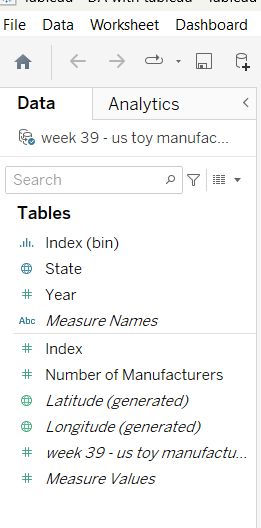 File Data Worksheet Dashboard
Data Analytics
week 39 - us toy manufac...
Search
Tables
Index (bin)
State
Year
Abc Measure Names
Index
Number of Manufacturers
Latitude (generated)
Longitude (generated)
week 39 - us toy manufactu...
Measure Values